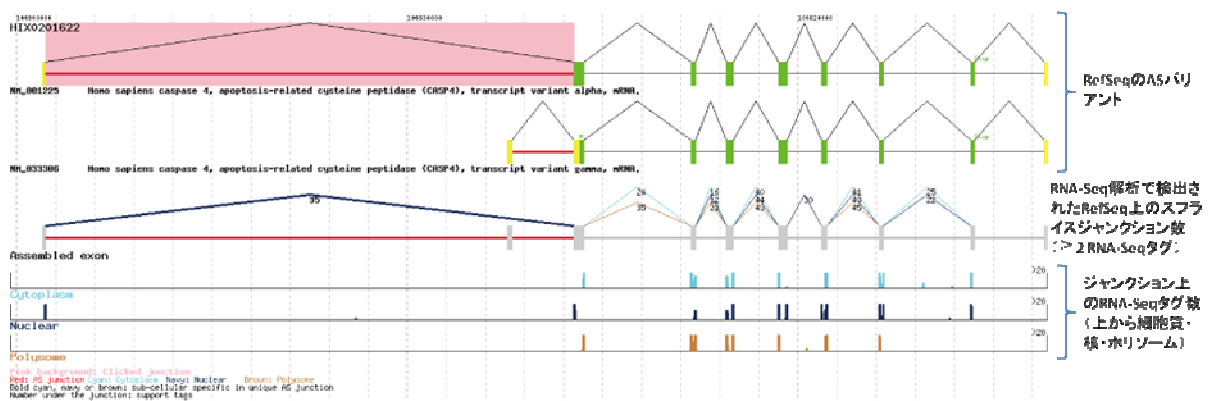 HIX0201622
NM_001225 Homo sapiens caspase 4, apoptosis-related cysteine peptidase (CASP4), transcript variant alpha, mRNA.
NM_033306 Homo sapiens caspase 4, apoptosis-related cysteine peptidase (CASP4), transcript variant gamma, mRNA.
RefSeqのASバリ
アント
RNA-Seq解析で検出さ
れたRefSeq上のスプラ
イスジャンクション数
(≥2RNA-Seqタグ)
95
Assembled exon
>20
Cytoplasm
>20
Nuclear
>20
Polysome
ジャンクション上
のRNA-Seqタグ数
(上から細胞質・
核・ポリソーム)
Peak background: Clicked junction
Red: AS junction Cyan: Cytoplasm Navy: Nuclear Brown: Polysome
Bold cyan, navy or brown: sub-cellular specific in unique AS junction
Number under the junction: support tags